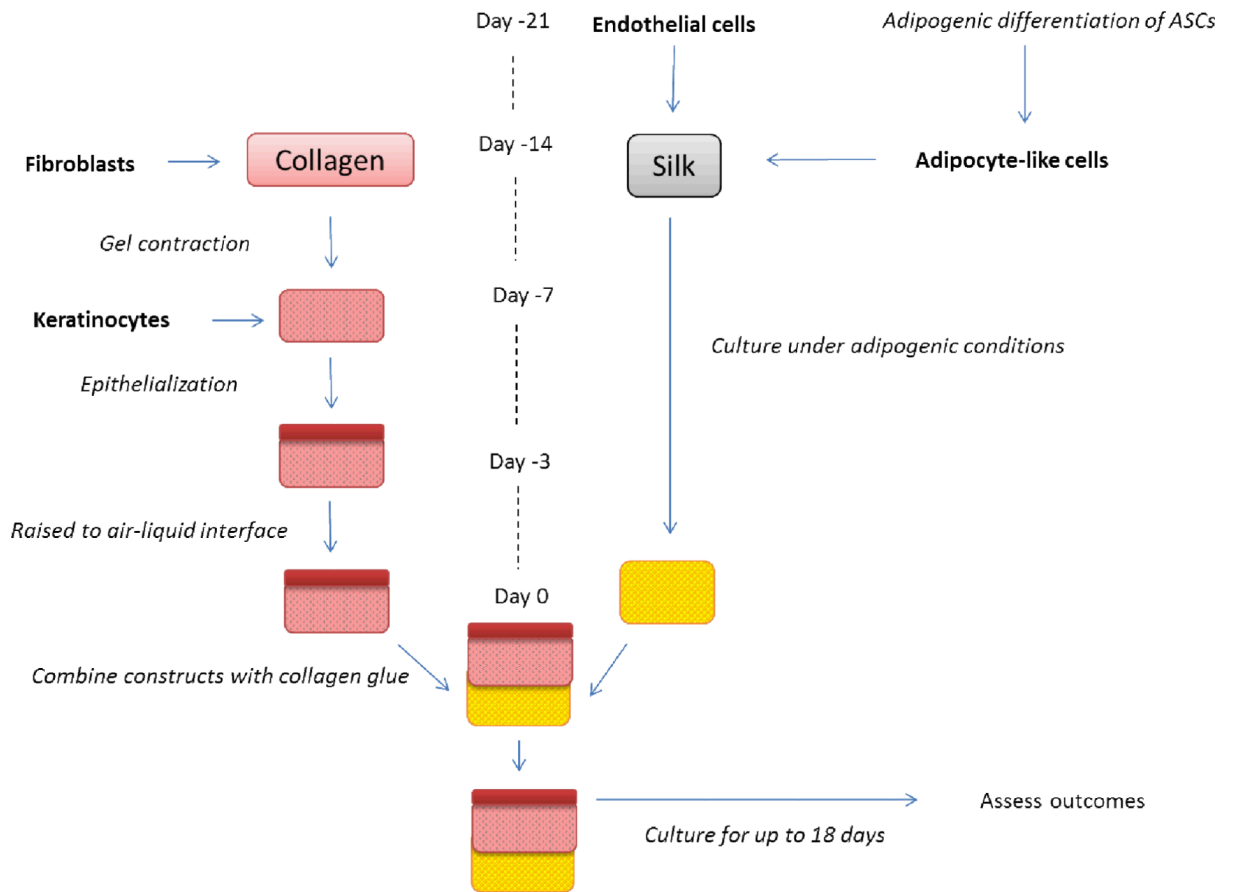 Day -21
Endothelial cells
Adipogenic differentiation of ASCs
Fibroblasts
Collagen
Day -14
Silk
Adipocyte-like cells
Gel contraction
Day -7
Keratinocytes
Culture under adipogenic conditions
Epithelialization
Day -3
Raised to air-liquid interface
Day 0
Combine constructs with collagen glue
Assess outcomes
Culture for up to 18 days